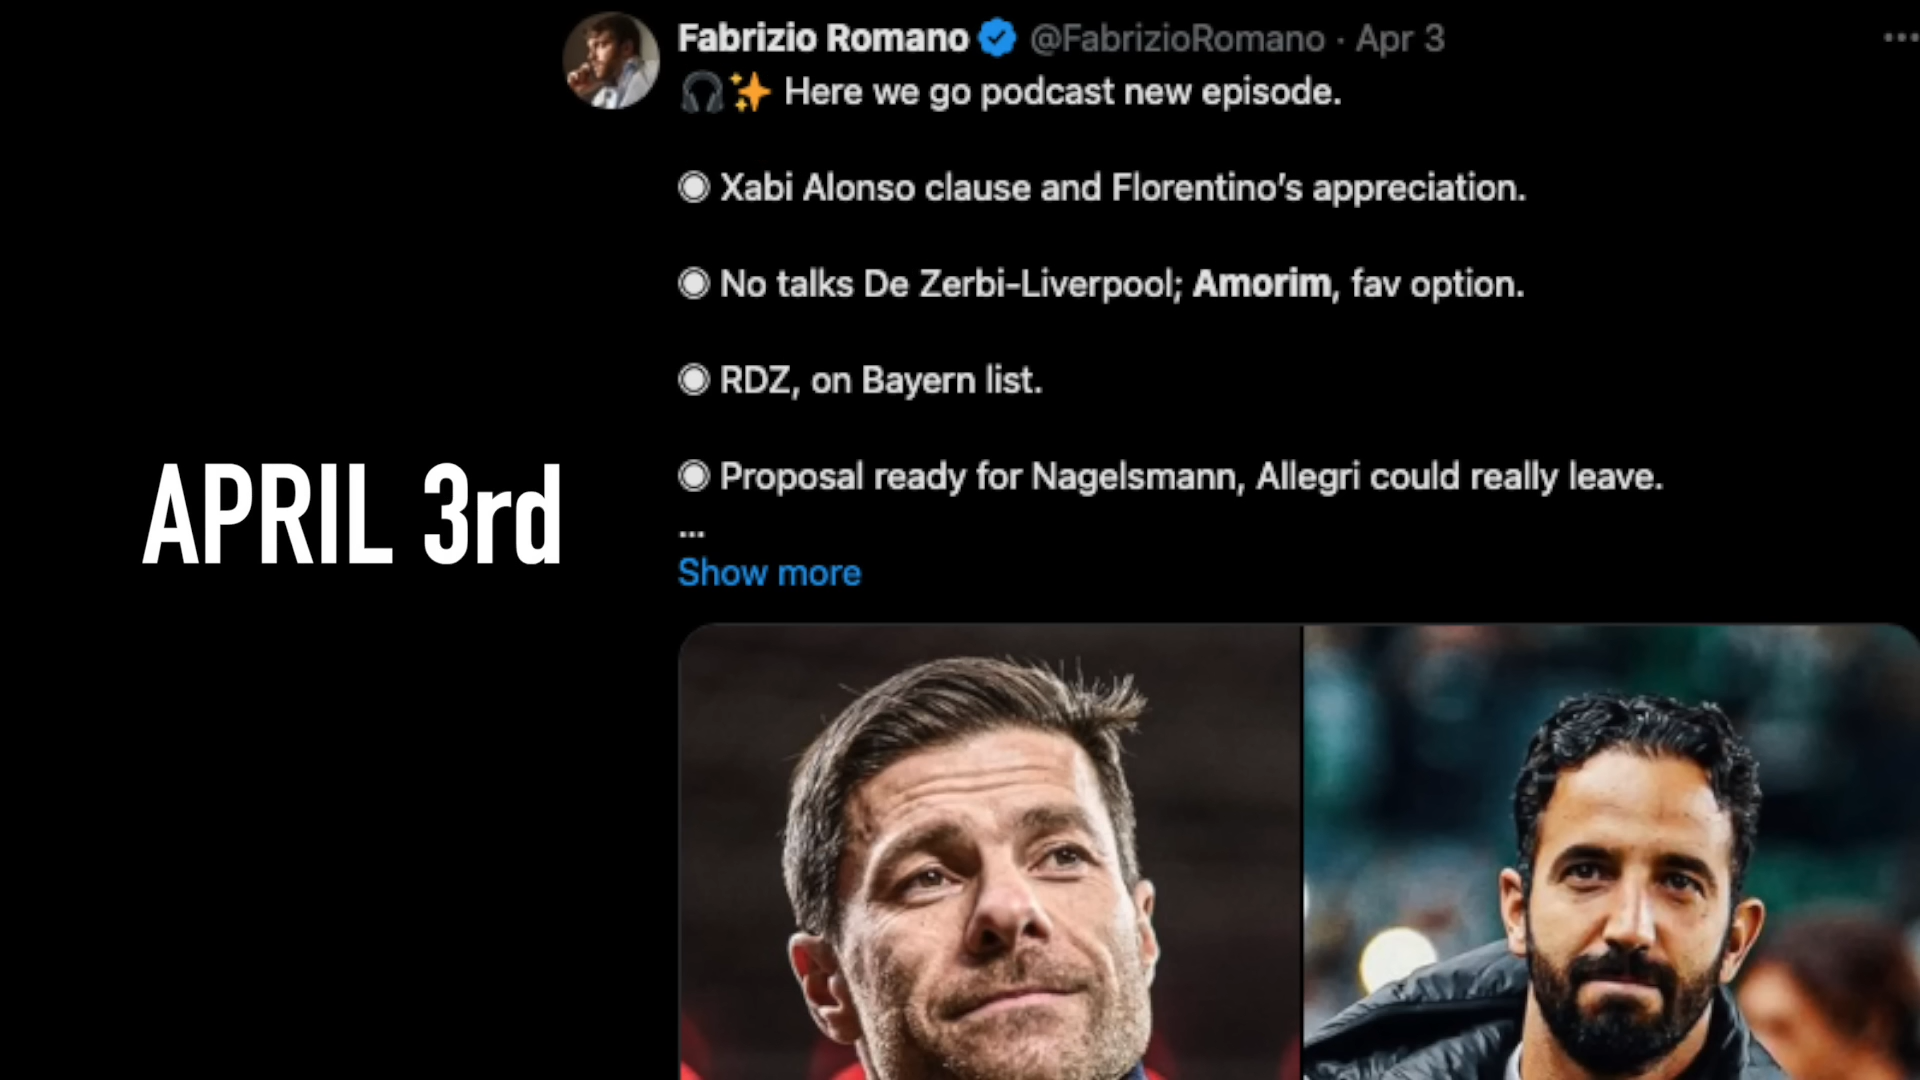 Fabrizio Romano @FabrizioRomano · Apr 3
🎧✨ Here we go podcast new episode.
◉ Xabi Alonso clause and Florentino's appreciation.
◉ No talks De Zerbi-Liverpool; Amorim, fav option.
◉ RDZ, on Bayern list.
◉ Proposal ready for Nagelsmann, Allegri could really leave.
...
Show more
APRIL 3rd